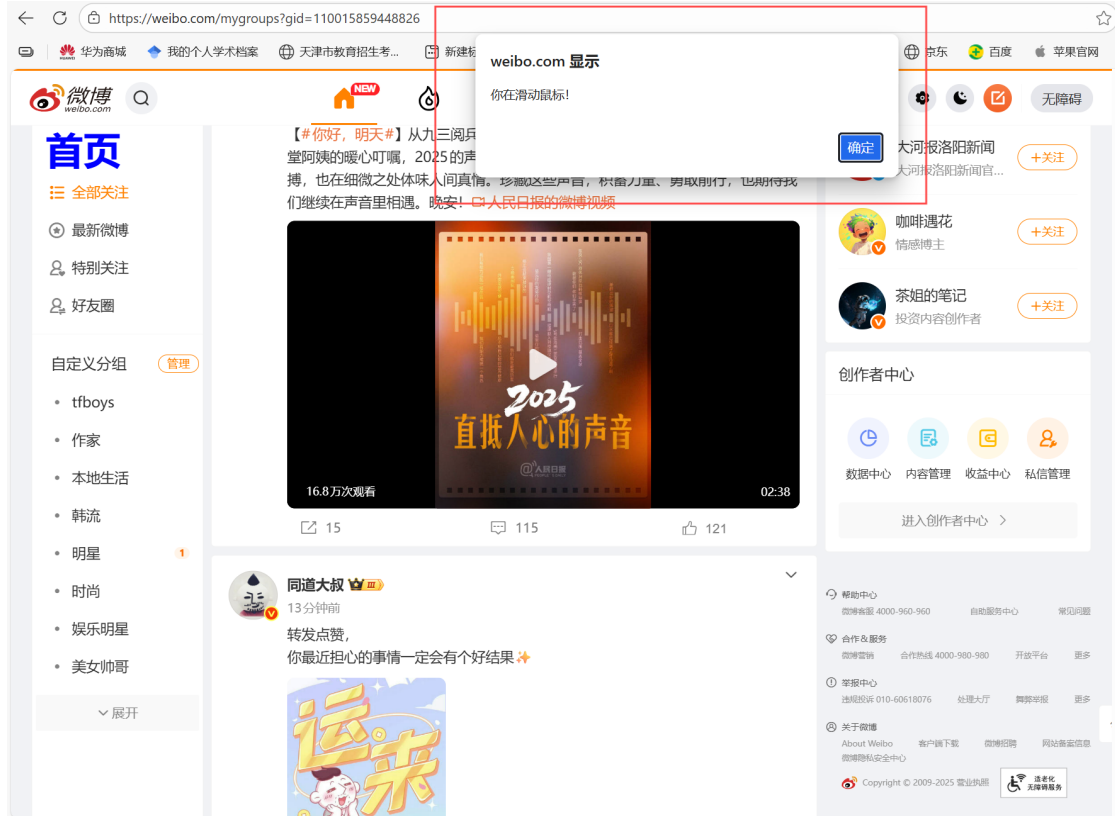 https://weibo.com/mygroups?gid=110015859448826
华为商城
我的个人学术档案
天津市教育招生考...
新建标
京东
百度
苹果官网
weibo.com 显示
你在滑动鼠标！
确定
微博
weibo.com
NEW
无障碍
首页
全部关注
最新微博
特别关注
好友圈
自定义分组
管理
tfboys
作家
本地生活
韩流
明星
1
时尚
娱乐明星
美女帅哥
展开
【#你好，明天#】从九三阅兵
堂阿姨的暖心叮嘱，2025的声
搏，也在细微之处体味人间真情。珍藏这些声音，积蓄力量、勇敢前行，也期待我
们继续在声音里相遇。晚安！人民日报的微博视频
2025
直抵人心的声音
@人民日报
16.8万次观看
02:38
15
115
121
同道大叔
III
13分钟前
转发点赞，
你最近担心的事情一定会有个好结果✨
运
来
大河报洛阳新闻
大河报洛阳新闻官...
+关注
咖啡遇花
情感博主
+关注
茶姐的笔记
投资内容创作者
+关注
创作者中心
数据中心
内容管理
收益中心
私信管理
进入创作者中心
帮助中心
微博客服 4000-960-960
自助服务中心
常见问题
合作&服务
微博营销
合作热线 4000-980-980
开放平台
更多
举报中心
违规投诉 010-60618076
处理大厅
舞弊举报
更多
关于微博
About Weibo
客户端下载
微博招聘
网站备案信息
微博隐私安全中心
Copyright © 2009-2025 营业执照
适老化
无障碍服务